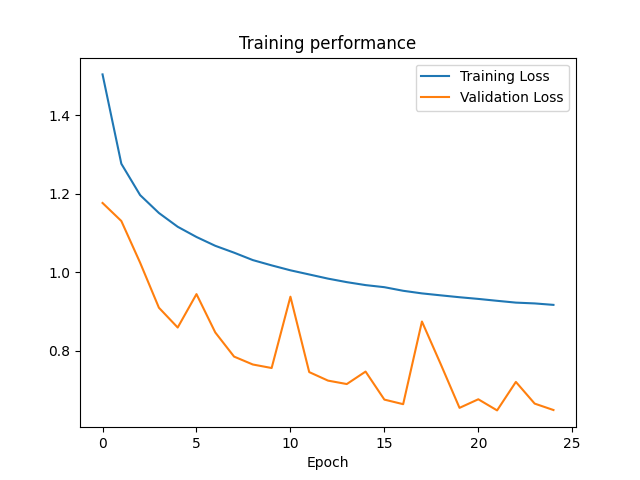 Training performance
Training Loss
Validation Loss
1.4
1.2
1.0
0.8
0 5 10 15 20 25
Epoch